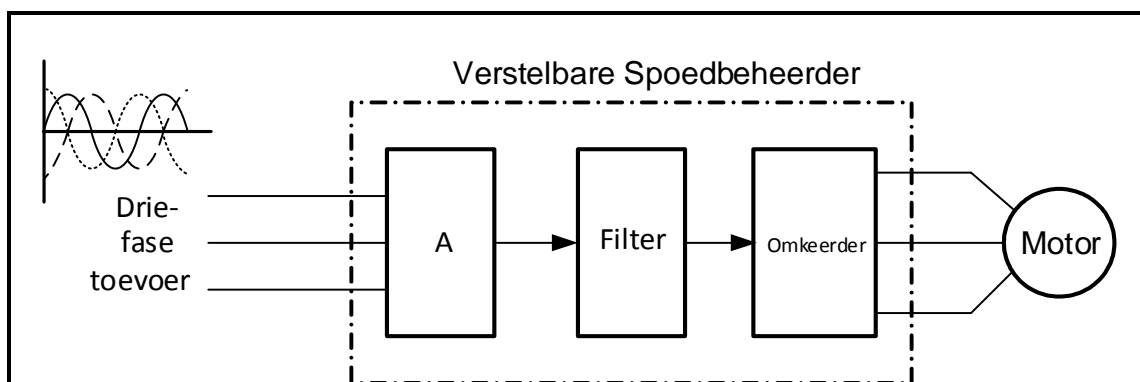 Verstelbare Spoedbeheerder
Drie-
fase
toevoer
A
Filter
Omkeerder
Motor